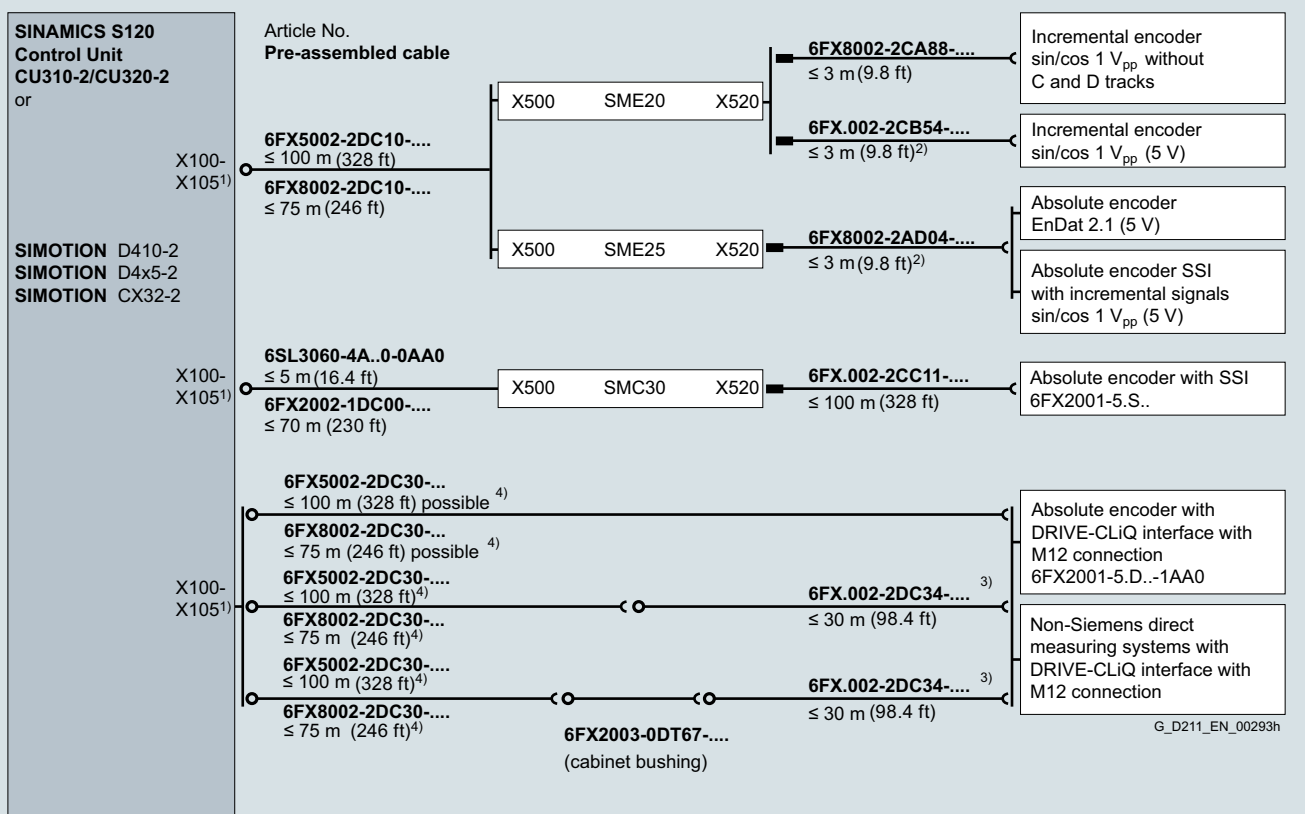 SINAMICS S120
Control Unit
CU310-2/CU320-2
or
SIMOTION D410-2
SIMOTION D4x5-2
SIMOTION CX32-2
Article No.
Pre-assembled cable
X100-
X105¹⁾
6FX5002-2DC10-....
≤ 100 m (328 ft)
6FX8002-2DC10-....
≤ 75 m (246 ft)
X500 SME20 X520
6FX8002-2CA88-....
≤ 3 m (9.8 ft)
Incremental encoder
sin/cos 1 Vpp without
C and D tracks
6FX.002-2CB54-....
≤ 3 m (9.8 ft)²⁾
Incremental encoder
sin/cos 1 Vpp (5 V)
X500 SME25 X520
6FX8002-2AD04-....
≤ 3 m (9.8 ft)²⁾
Absolute encoder
EnDat 2.1 (5 V)
Absolute encoder SSI
with incremental signals
sin/cos 1 Vpp (5 V)
X100-
X105¹⁾
6SL3060-4A..0-0AA0
≤ 5 m (16.4 ft)
6FX2002-1DC00-....
≤ 70 m (230 ft)
X500 SMC30 X520
6FX.002-2CC11-....
≤ 100 m (328 ft)
Absolute encoder with SSI
6FX2001-5.S..
X100-
X105¹⁾
6FX5002-2DC30-...
≤ 100 m (328 ft) possible ⁴⁾
6FX8002-2DC30-...
≤ 75 m (246 ft) possible ⁴⁾
6FX5002-2DC30-....
≤ 100 m (328 ft)⁴⁾
6FX8002-2DC30-....
≤ 75 m (246 ft)⁴⁾
6FX.002-2DC34-.... ³⁾
≤ 30 m (98.4 ft)
6FX5002-2DC30-....
≤ 100 m (328 ft)⁴⁾
6FX8002-2DC30-....
≤ 75 m (246 ft)⁴⁾
6FX2003-0DT67-....
(cabinet bushing)
6FX.002-2DC34-.... ³⁾
≤ 30 m (98.4 ft)
Absolute encoder with
DRIVE-CLiQ interface with
M12 connection
6FX2001-5.D..-1AA0
Non-Siemens direct
measuring systems with
DRIVE-CLiQ interface with
M12 connection
G_D211_EN_00293h